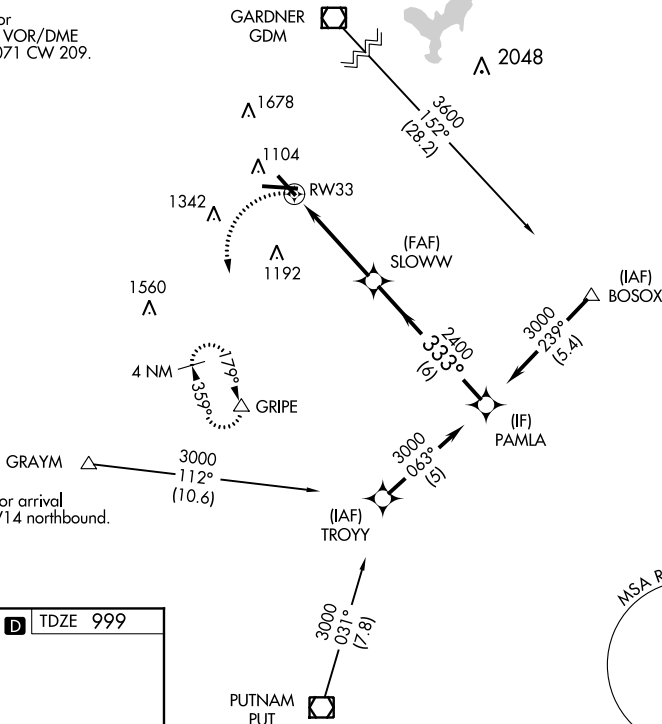 or
VOR/DME
071 CW 209.
GARDNER
GDM
2048
3600
152°
(28.2)
1678
1104
RW33
1342
1192
(FAF)
SLOWW
(IAF)
BOSOX
1560
3000
239°
(5.4)
2400
333°
(6)
4 NM
179°
359°
GRIPE
(IF)
PAMLA
GRAYM
3000
112°
(10.6)
3000
063°
(5)
or arrival
/14 northbound.
(IAF)
TROYY
MSA R
D TDZE 999
3000
031°
(7.8)
PUTNAM
PUT